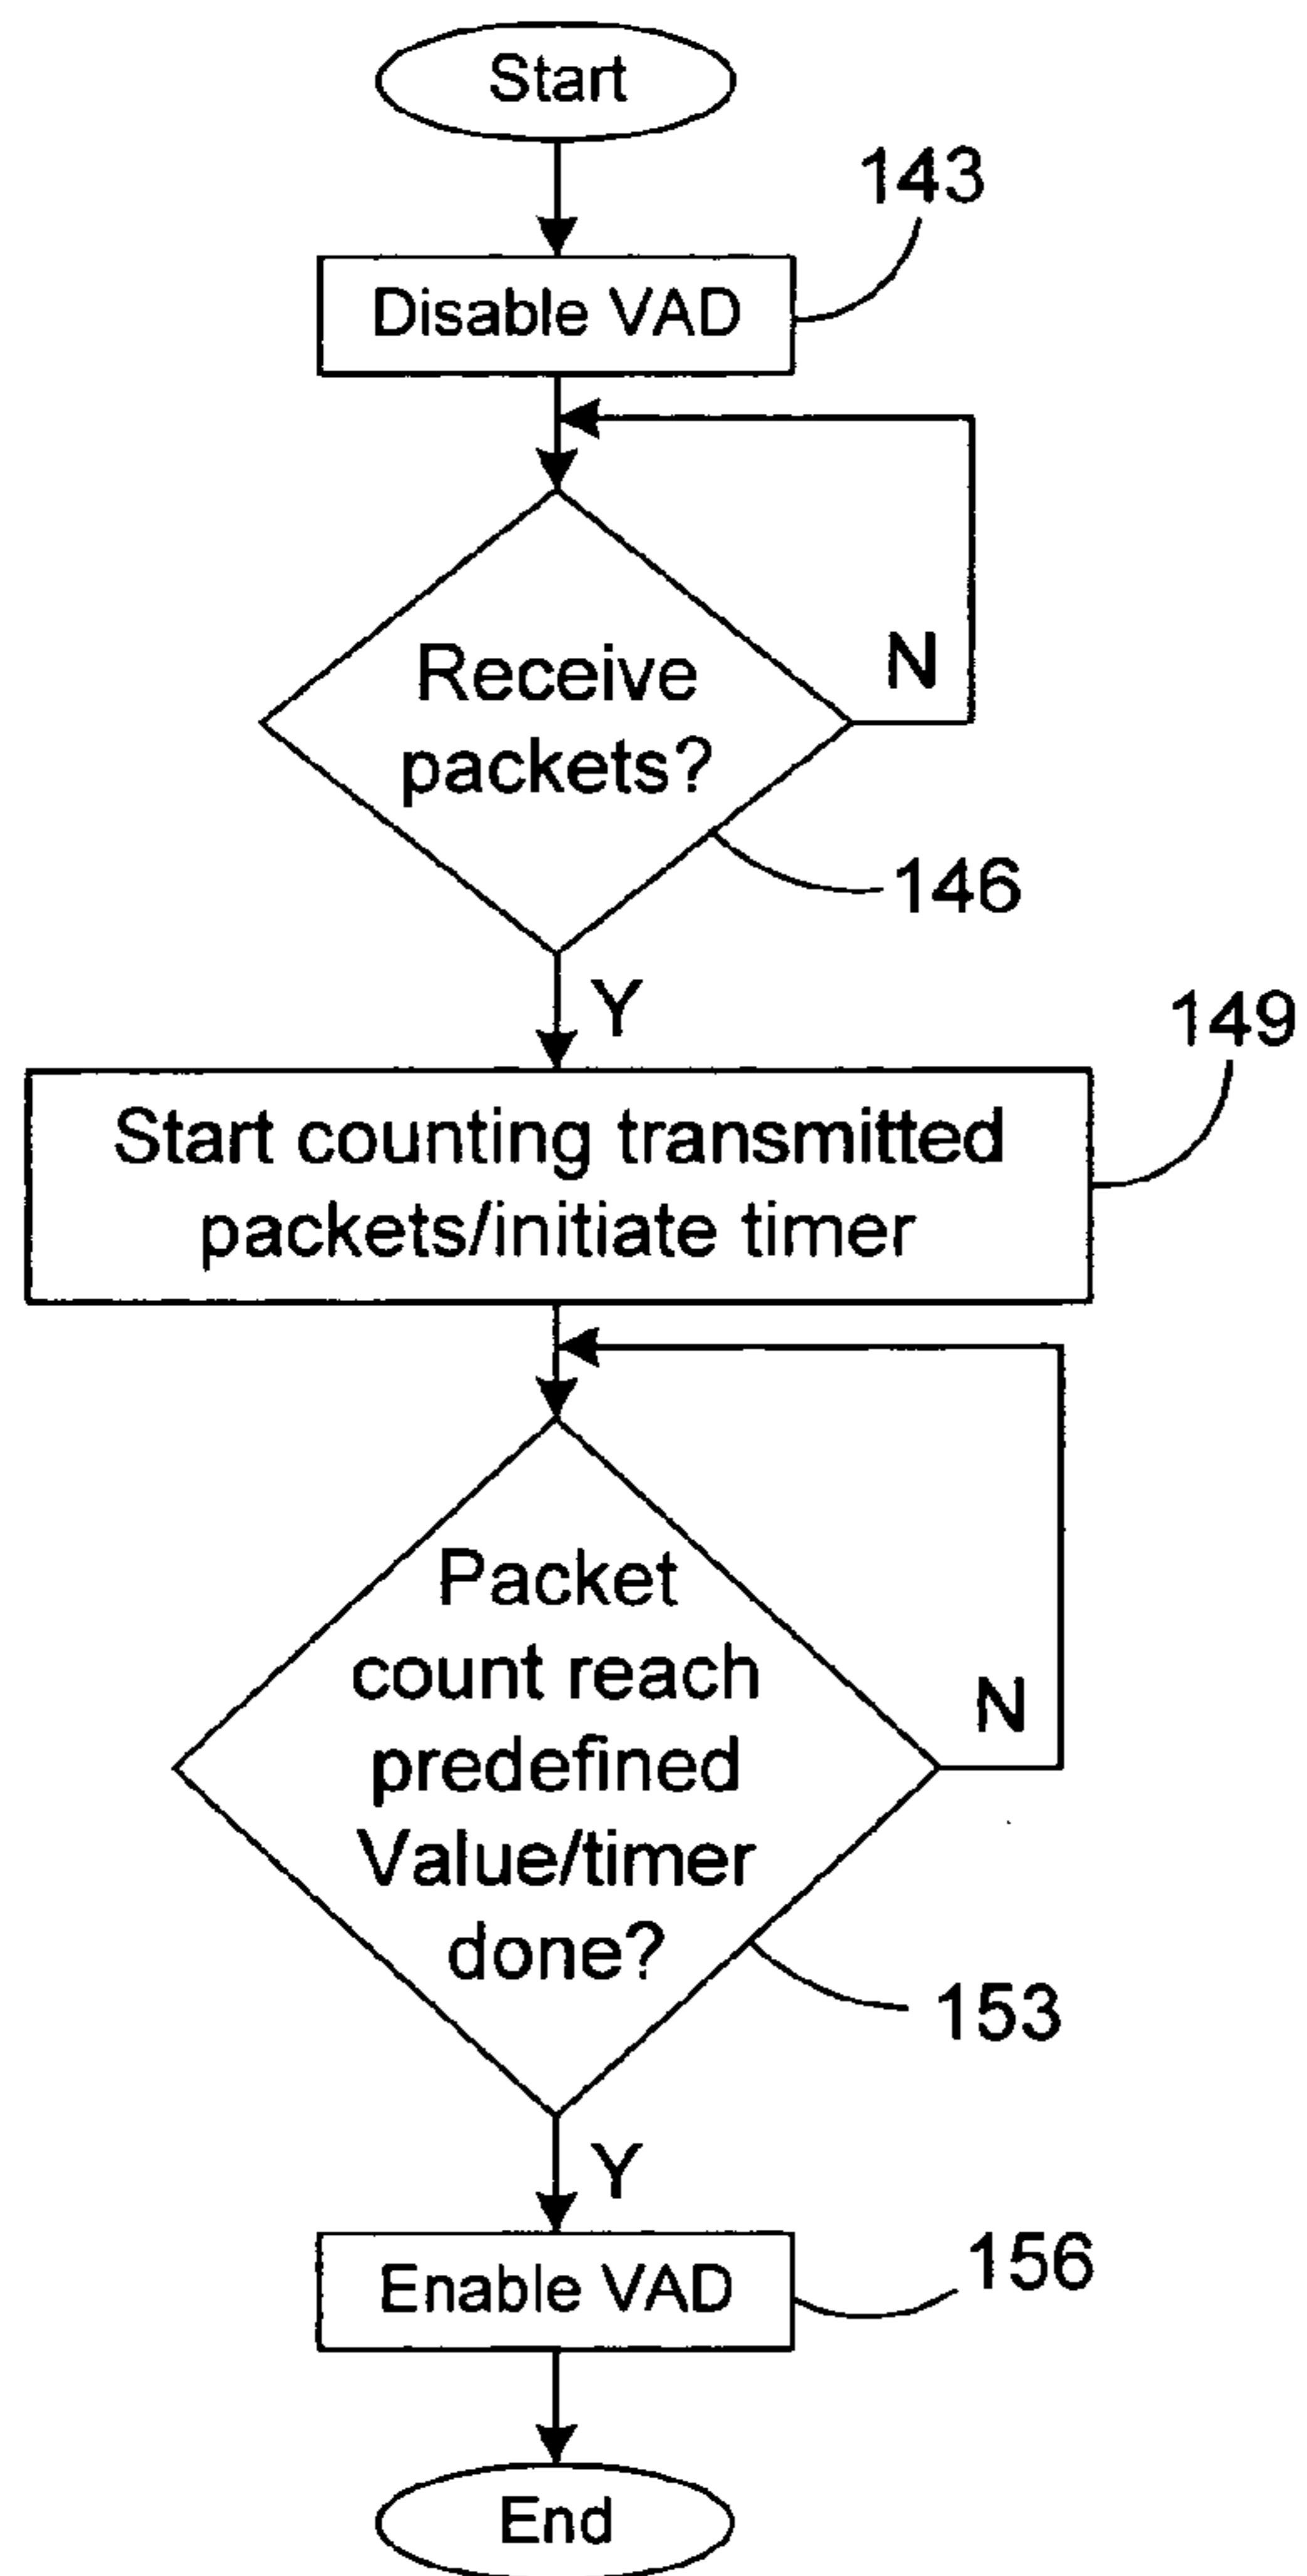 Start
143
Disable VAD
N
Receive
packets?
146
Y
149
Start counting transmitted
packets/initiate timer
Packet
count reach
N
predefined
Value/timer
done?
153
Y
156
Enable VAD
End